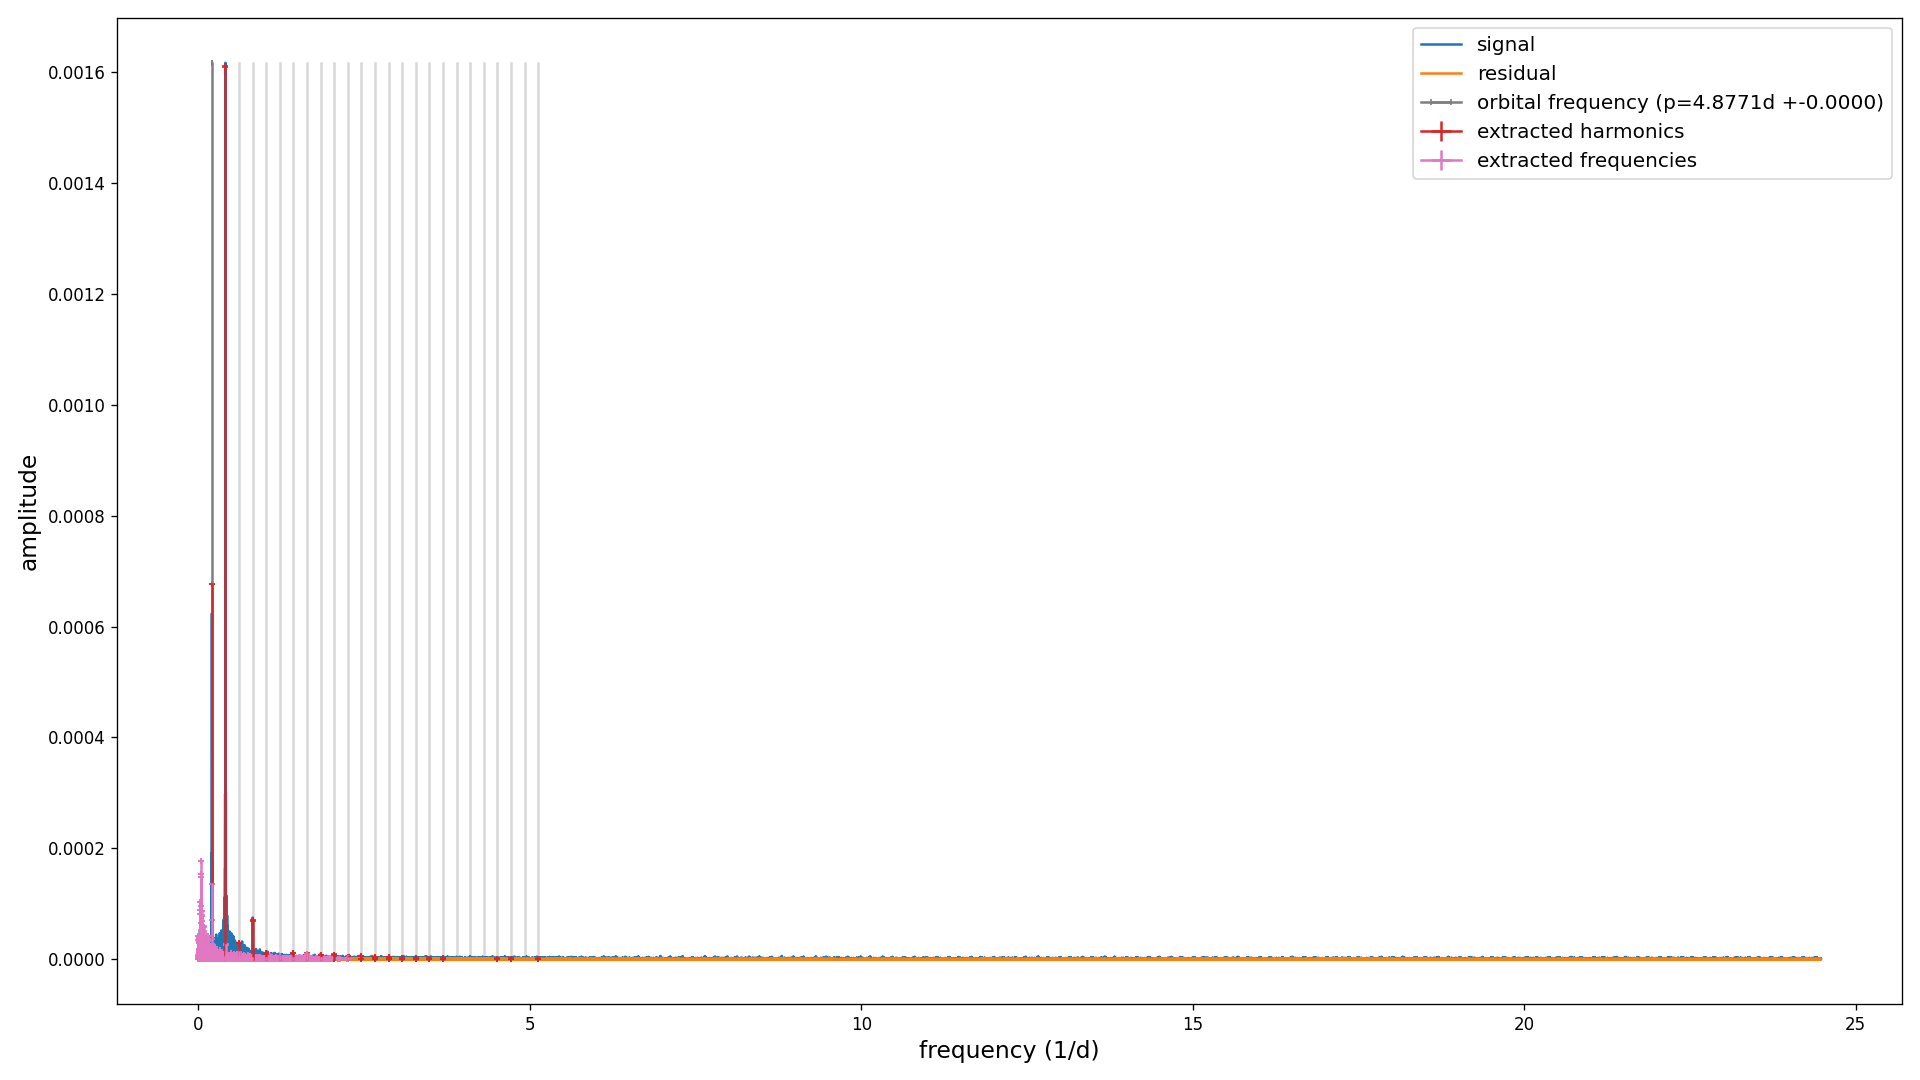 signal
residual
orbital frequency (p=4.8771d +-0.0000)
extracted harmonics
extracted frequencies
0.0016
0.0014
0.0012
0.0010
0.0008
0.0006
0.0004
0.0002
0.0000
amplitude
0 5 10 15 20 25
frequency (1/d)